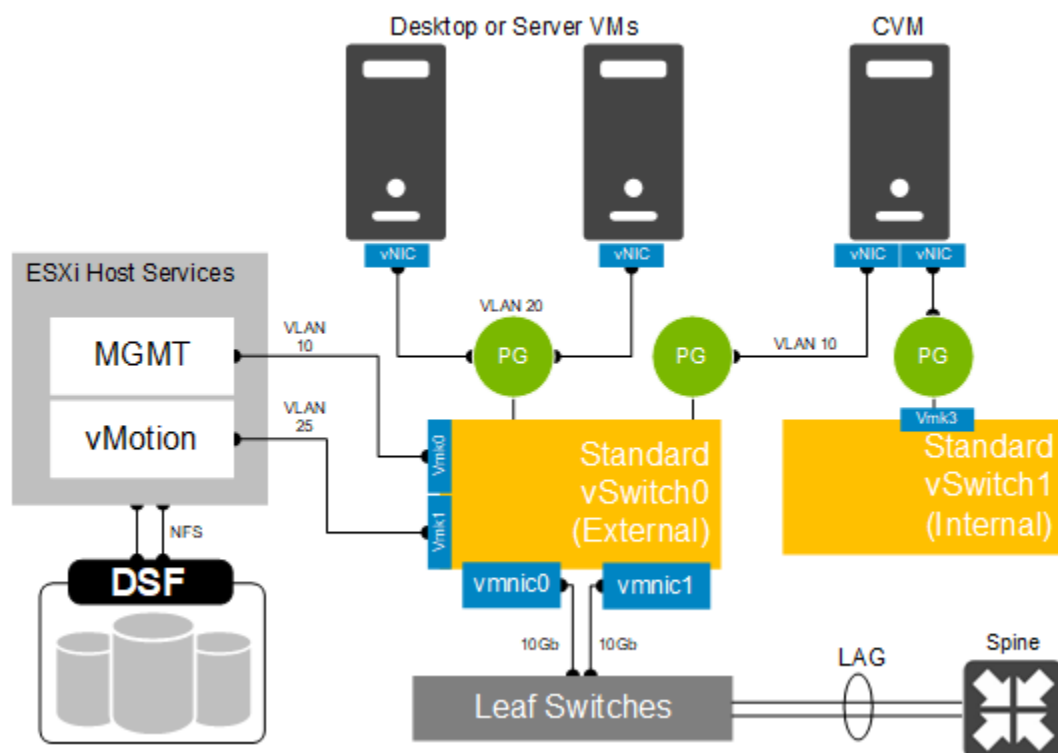 Desktop or Server VMs
CVM
vNIC
vNIC
vNIC
vNIC
ESXi Host Services
MGMT
vMotion
VLAN
10
VLAN
25
VLAN 20
PG
PG
VLAN 10
PG
Vmk3
Vmk0
Vmk1
Standard
vSwitch0
(External)
Standard
vSwitch1
(Internal)
NFS
DSF
vmnic0
vmnic1
10Gb
10Gb
Leaf Switches
LAG
Spine